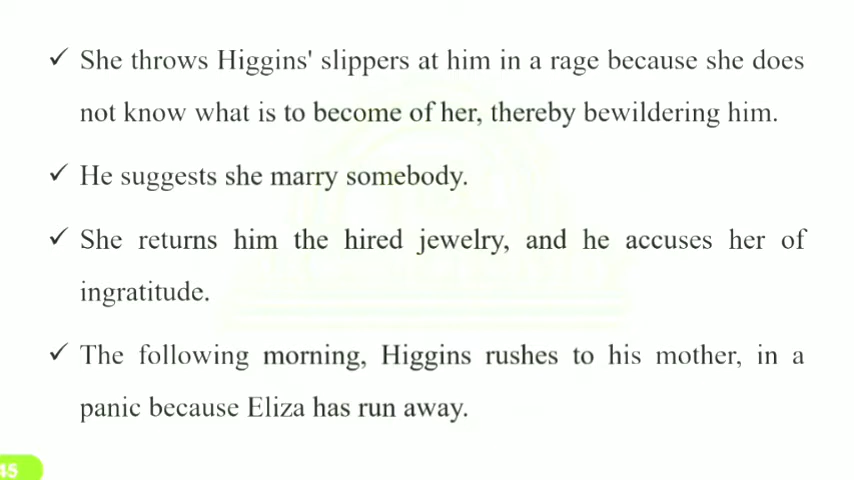 ✓ She throws Higgins' slippers at him in a rage because she does
not know what is to become of her, thereby bewildering him.
✓ He suggests she marry somebody.
✓ She returns him the hired jewelry, and he accuses her of
ingratitude.
✓ The following morning, Higgins rushes to his mother, in a
panic because Eliza has run away.
45